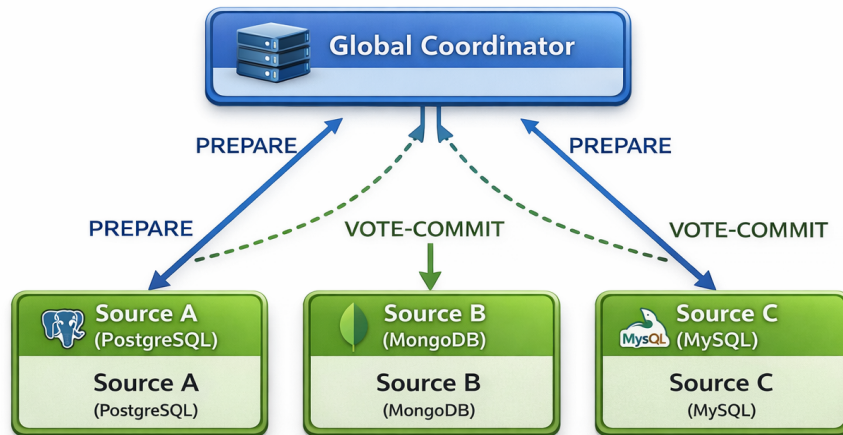 Global Coordinator
PREPARE
PREPARE
PREPARE
VOTE-COMMIT
VOTE-COMMIT
Source A
(PostgreSQL)
Source A
(PostgreSQL)
Source B
(MongoDB)
Source B
(MongoDB)
MySQL
Source C
(MySQL)
Source C
(MySQL)